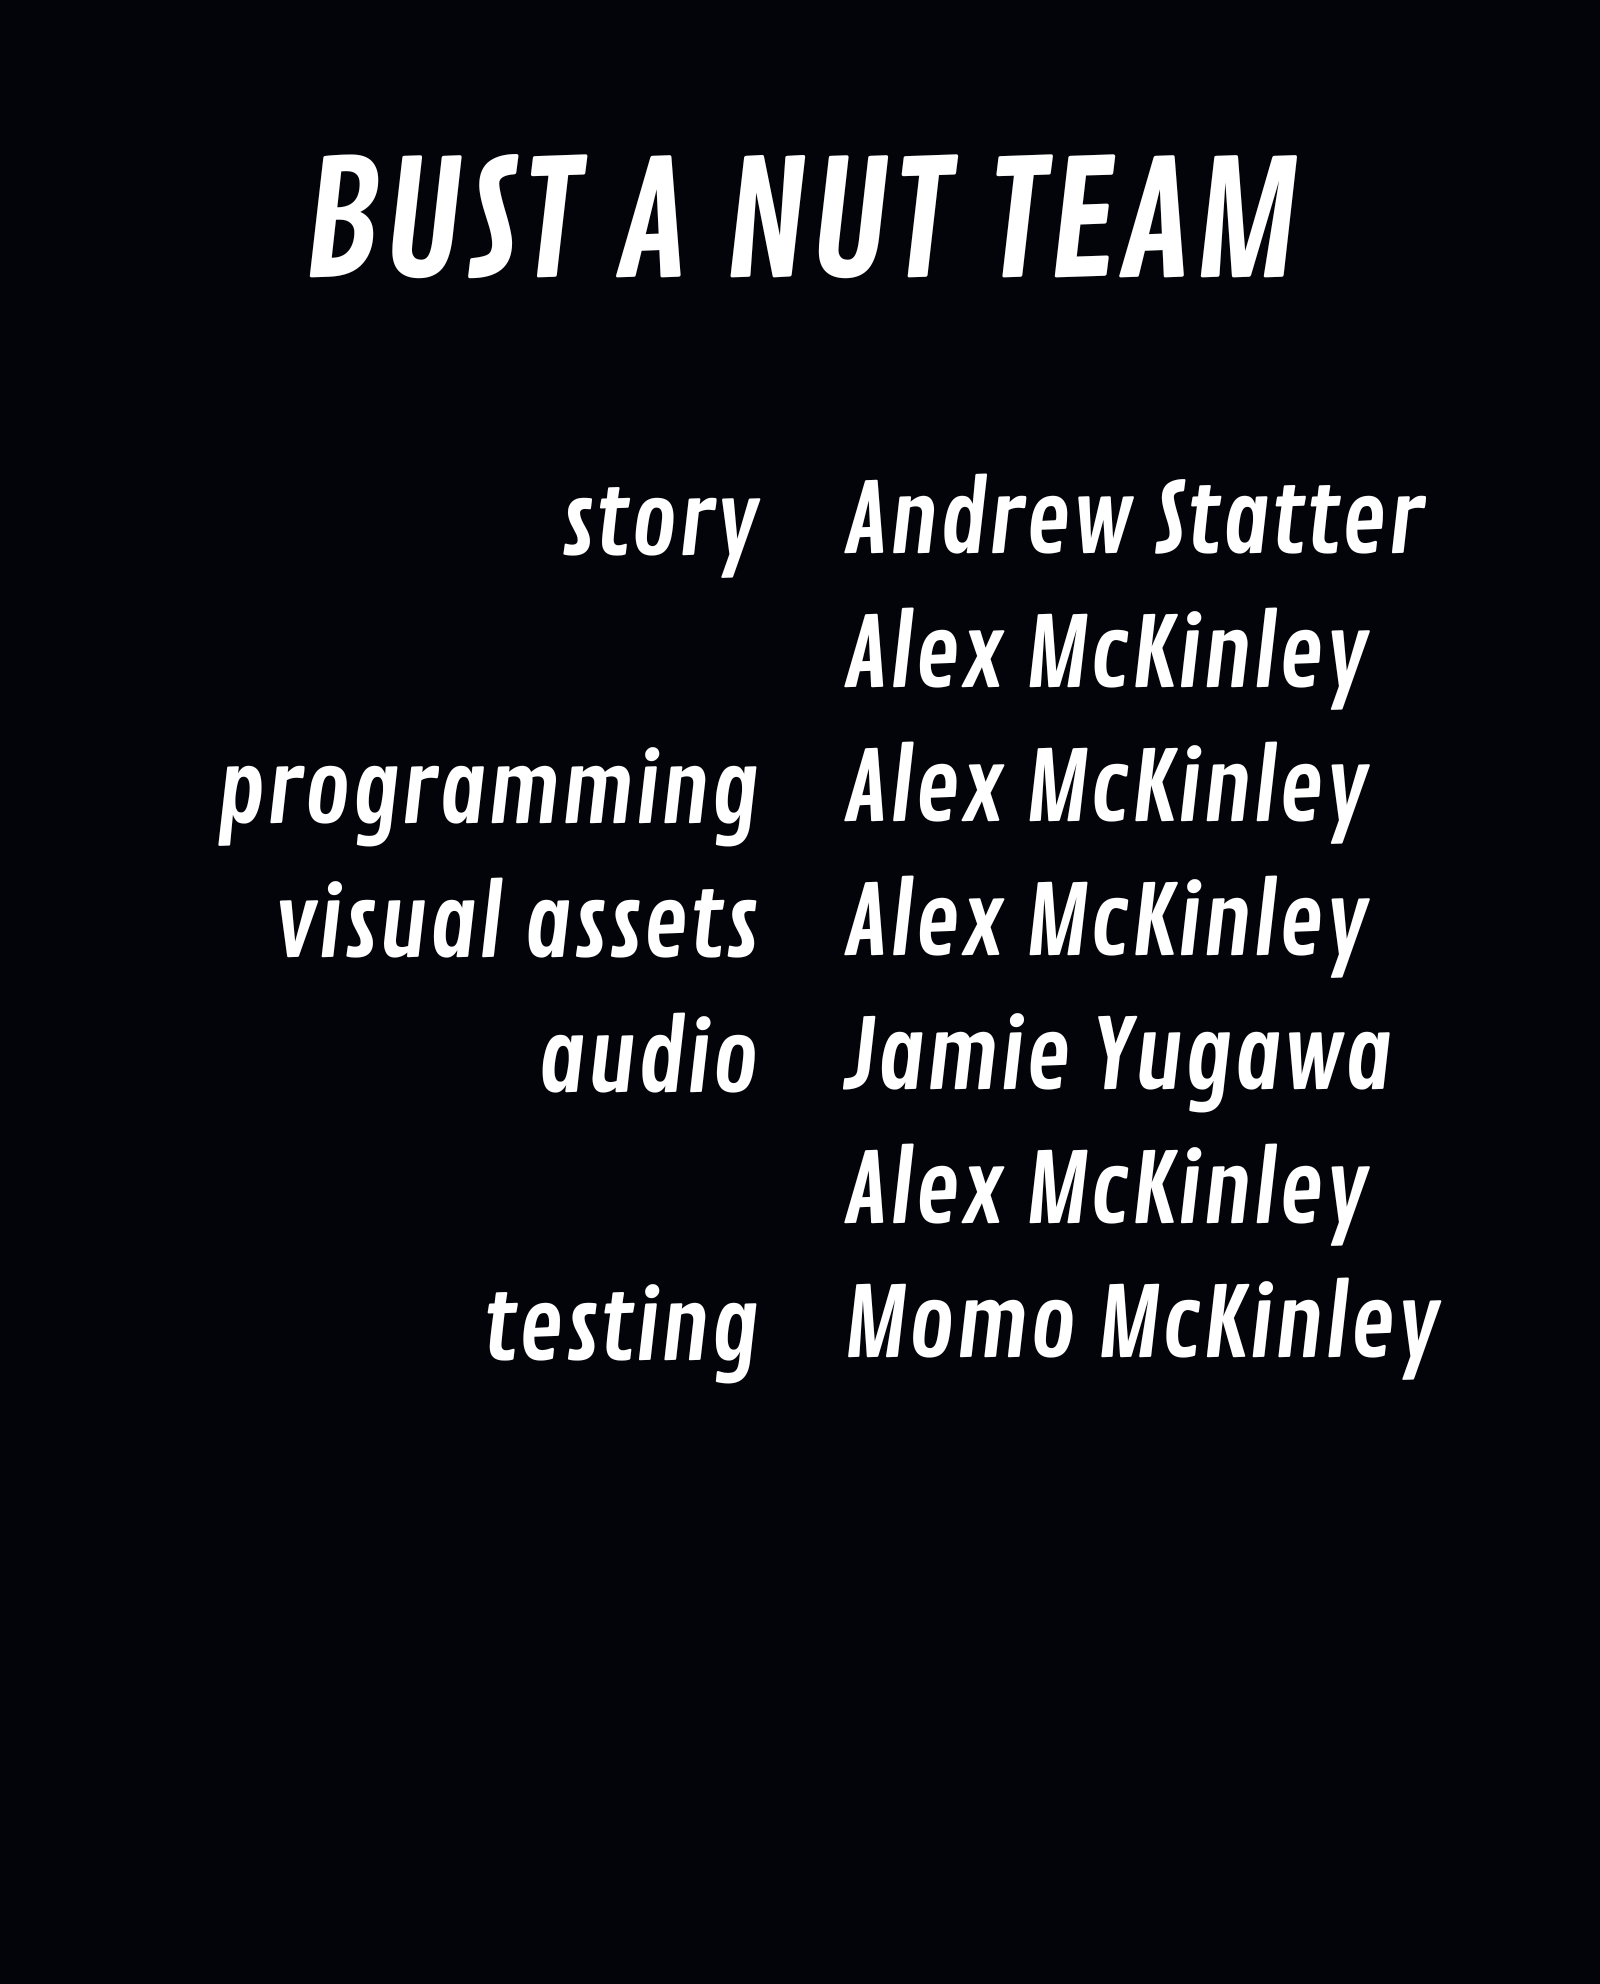 BUST A NUT TEAM
story Andrew Statter
Alex McKinley
programming Alex McKinley
visual assets Alex McKinley
audio Jamie Yugawa
Alex McKinley
testing Momo McKinley